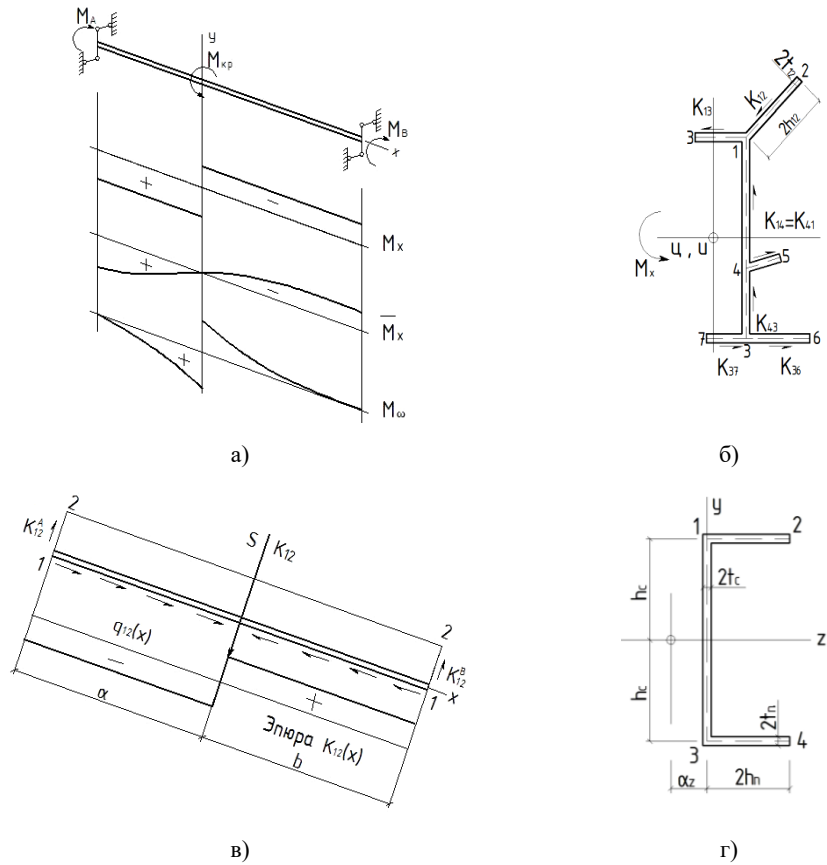 M_A
y
M_кр
M_B
x
+
−
M_x
+
−
M̅_x
+
M_ω
а)
2t_12
2
K_13
K_12
2h_12
3
1
K_14=K_41
ц, и
5
M_x
4
K_43
7
6
3
K_37
K_36
б)
2
K_12^A
S
K_12
1
2
q_12(x)
K_12^B
x
1
−
+
a
Эпюра K_12(x)
b
в)
y
1
2
h_c
2t_c
z
h_c
2t_п
3
4
a_z
2h_п
г)